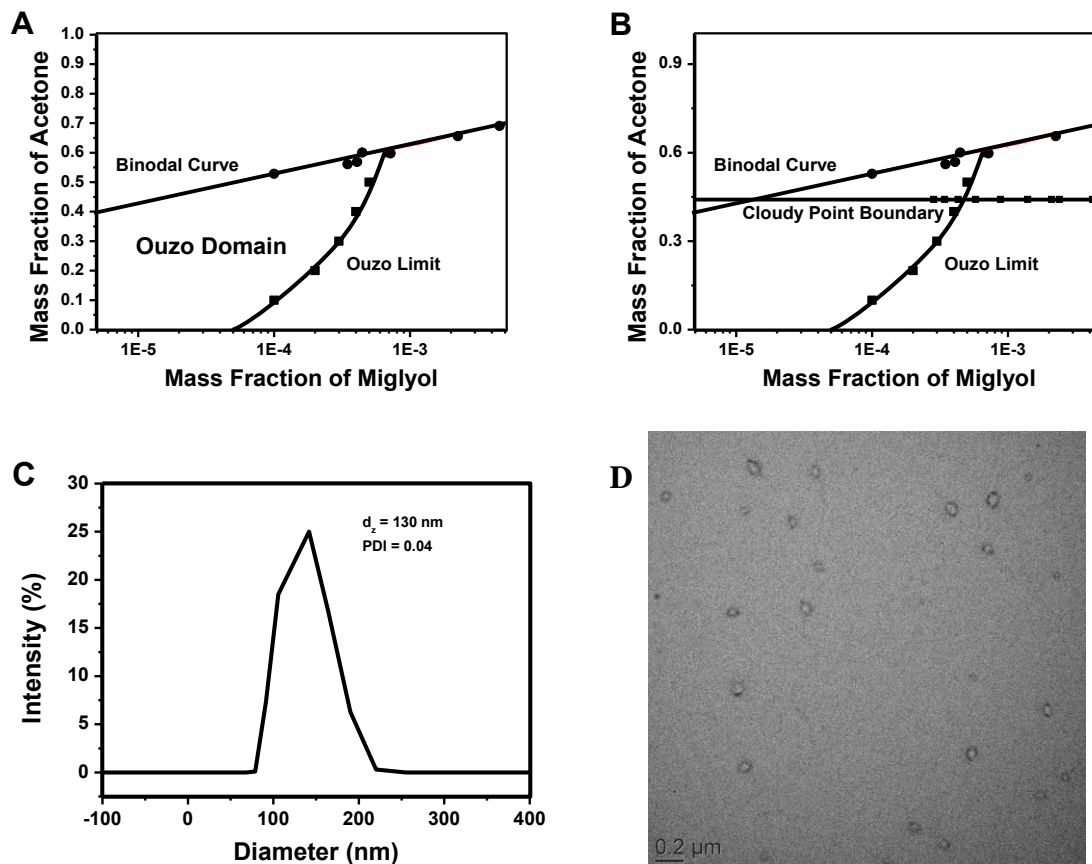 A
Mass Fraction of Acetone
1.0
0.9
0.8
0.7
0.6
0.5
0.4
0.3
0.2
0.1
0.0
Binodal Curve
Ouzo Domain
Ouzo Limit
1E-5
1E-4
1E-3
Mass Fraction of Miglyol
B
Mass Fraction of Acetone
0.9
0.6
0.3
0.0
Binodal Curve
Cloudy Point Boundary
Ouzo Limit
1E-5
1E-4
1E-3
Mass Fraction of Miglyol
C
Intensity (%)
30
25
20
15
10
5
0
d_z = 130 nm
PDI = 0.04
-100
0
100
200
300
400
Diameter (nm)
D
0.2 µm